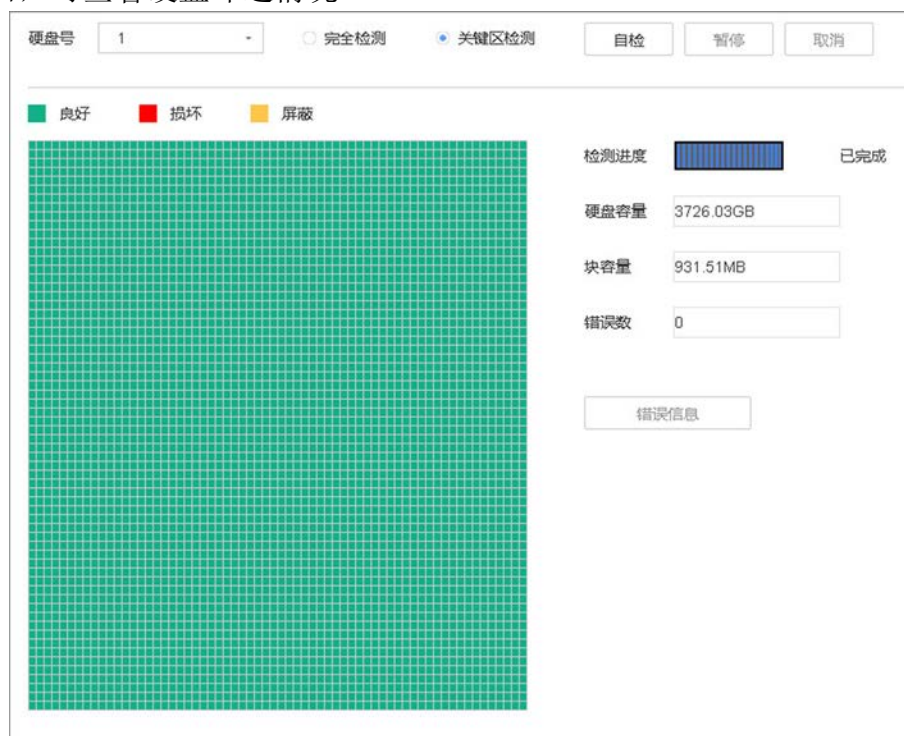 硬盘号 1 完全检测 关键区检测 自检 暂停 取消
良好 损坏 屏蔽
检测进度 已完成
硬盘容量 3726.03GB
块容量 931.51MB
错误数 0
错误信息